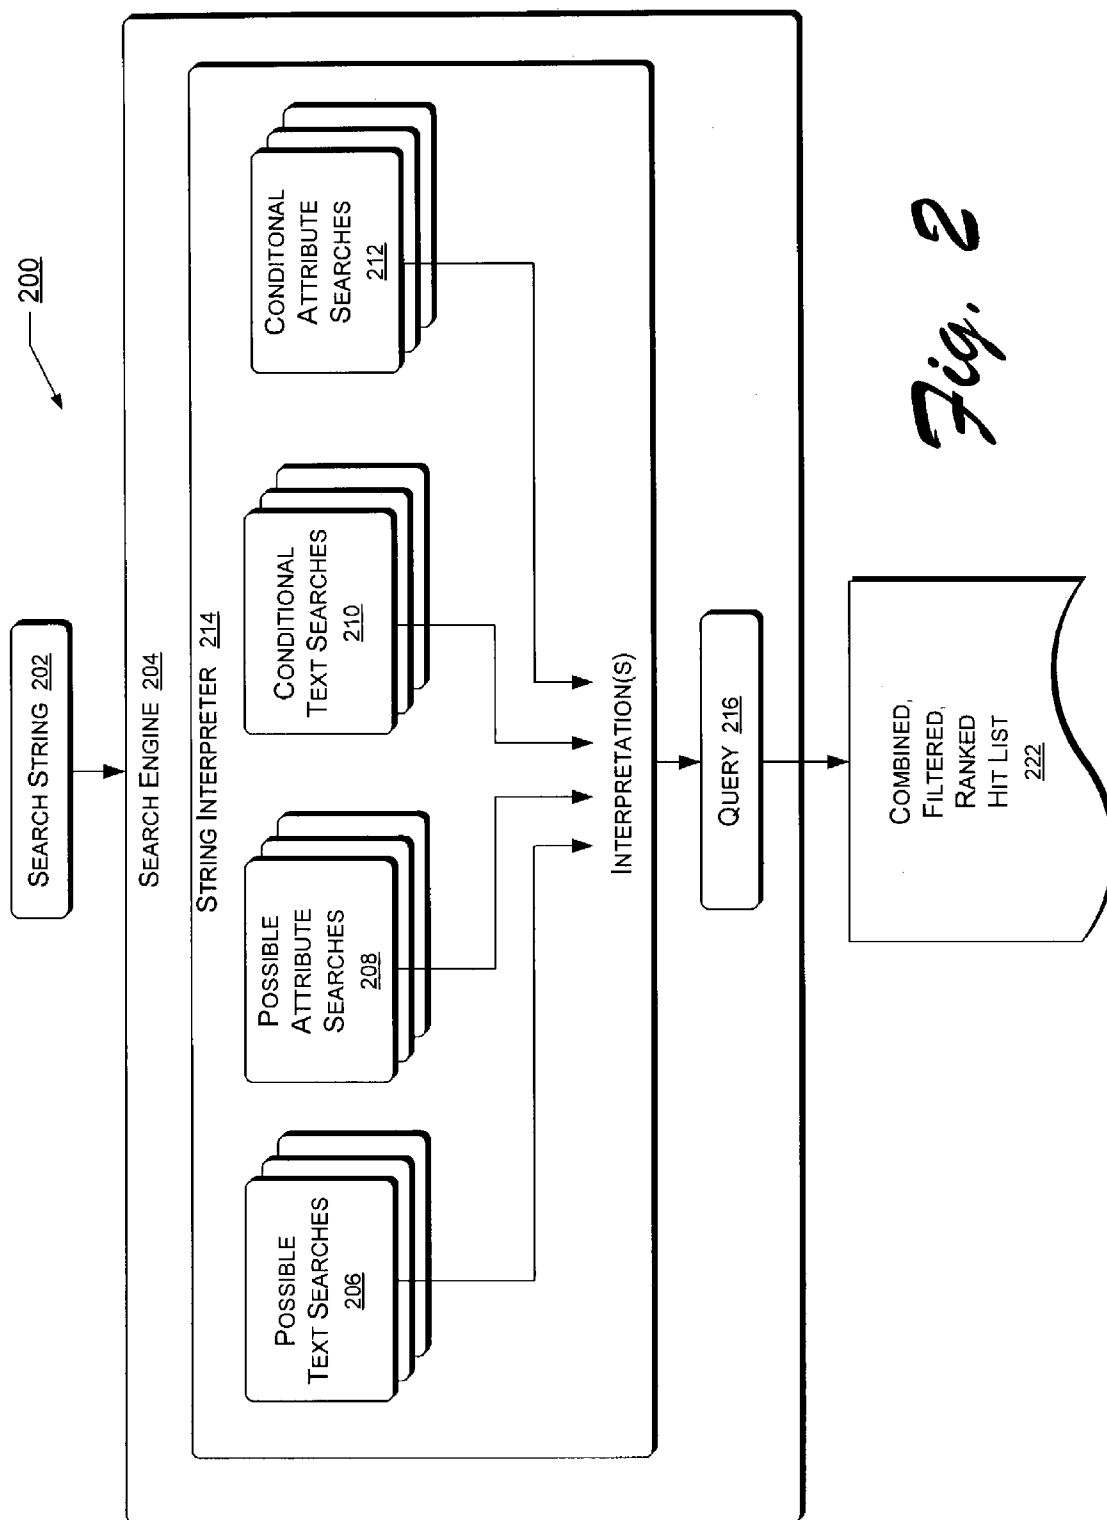 200
SEARCH STRING 202
SEARCH ENGINE 204
STRING INTERPRETER 214
POSSIBLE
TEXT SEARCHES
206
POSSIBLE
ATTRIBUTE
SEARCHES
208
CONDITIONAL
TEXT SEARCHES
210
CONDITONAL
ATTRIBUTE
SEARCHES
212
INTERPRETATION(S)
QUERY 216
COMBINED,
FILTERED,
RANKED
HIT LIST
222
Fig. 2